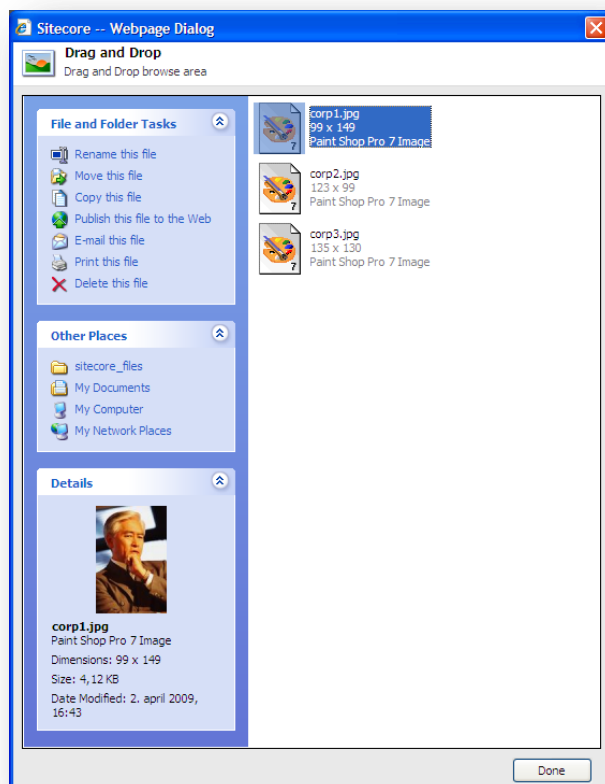 Sitecore -- Webpage Dialog
Drag and Drop
Drag and Drop browse area
File and Folder Tasks
Rename this file
Move this file
Copy this file
Publish this file to the Web
E-mail this file
Print this file
Delete this file
Other Places
sitecore_files
My Documents
My Computer
My Network Places
Details
corp1.jpg
Paint Shop Pro 7 Image
Dimensions: 99 x 149
Size: 4,12 KB
Date Modified: 2. april 2009,
16:43
7
corp1.jpg
99 x 149
Paint Shop Pro 7 Image
7
corp2.jpg
123 x 99
Paint Shop Pro 7 Image
7
corp3.jpg
135 x 130
Paint Shop Pro 7 Image
Done